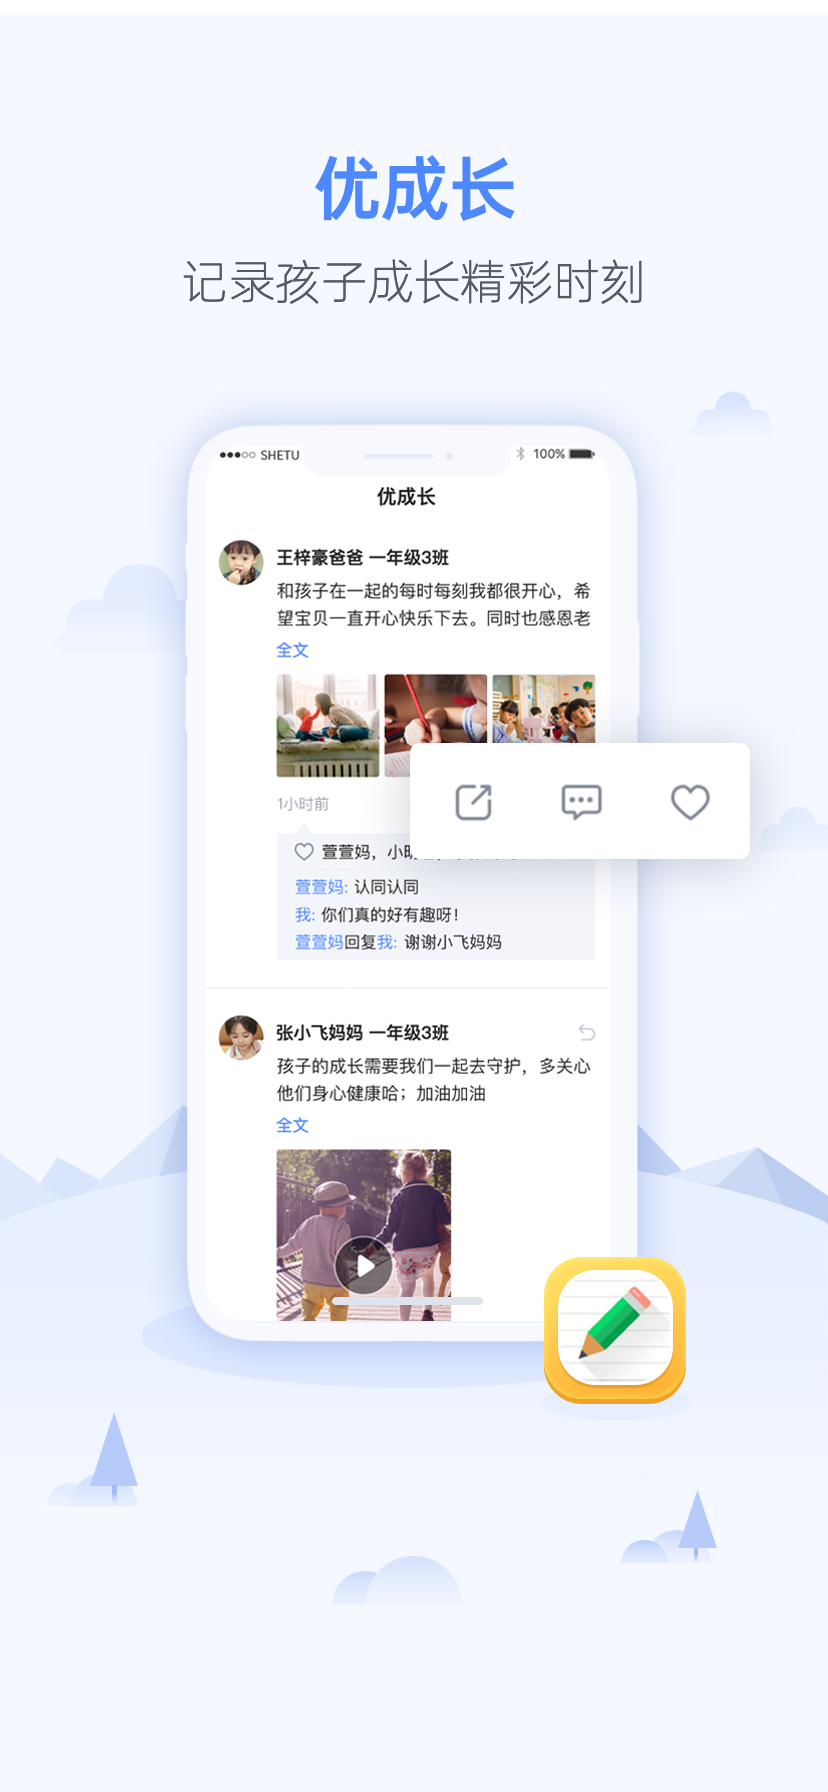 优成长
记录孩子成长精彩时刻
SHETU
100%
优成长
王梓豪爸爸 一年级3班
和孩子在一起的每时每刻我都很开心，希
望宝贝一直开心快乐下去。同时也感恩老
全文
1小时前
萱萱妈，小明
萱萱妈: 认同认同
我: 你们真的好有趣呀！
萱萱妈回复我: 谢谢小飞妈妈
张小飞妈妈 一年级3班
孩子的成长需要我们一起去守护，多关心
他们身心健康哈；加油加油
全文